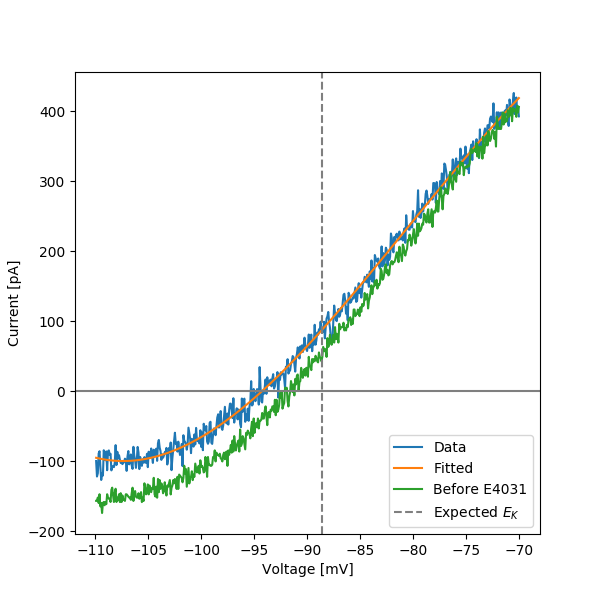 400
300
200
100
0
−100
−200
Current [pA]
−110 −105 −100 −95 −90 −85 −80 −75 −70
Voltage [mV]
Data
Fitted
Before E4031
Expected E_K